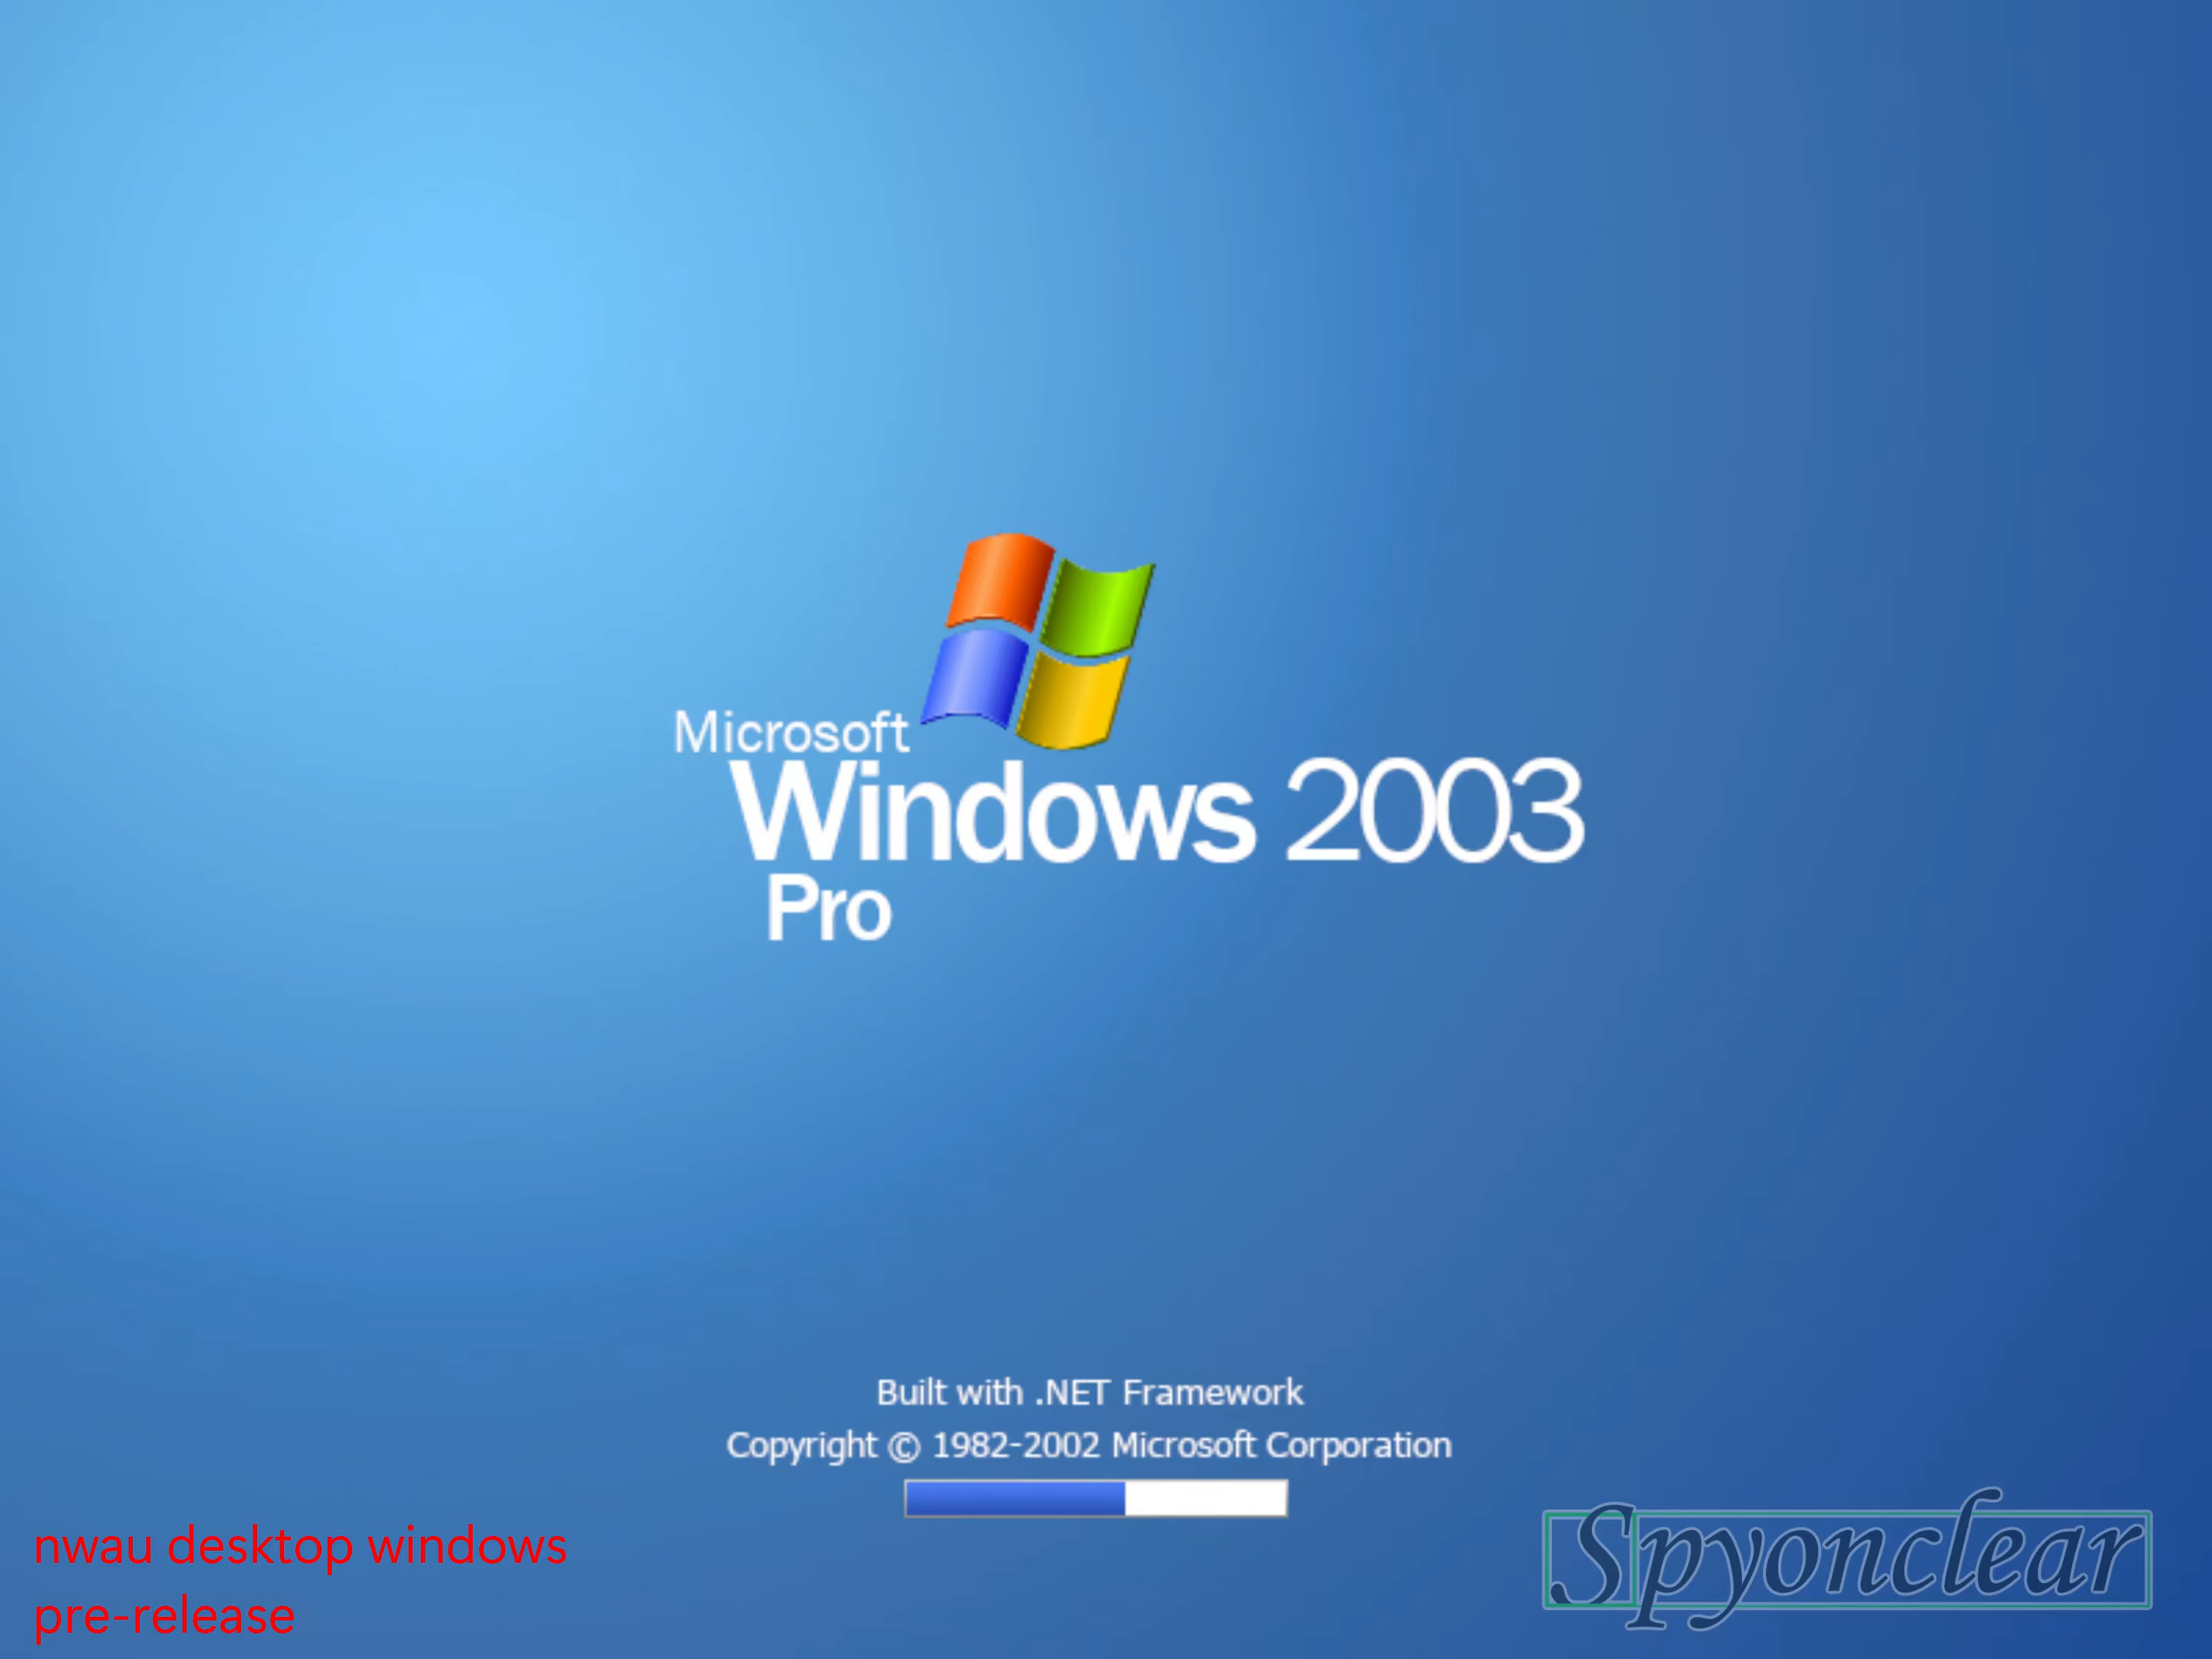 Microsoft
Windows 2003
Pro
Built with .NET Framework
Copyright © 1982-2002 Microsoft Corporation
nwau desktop windows
pre-release
Spyonclear